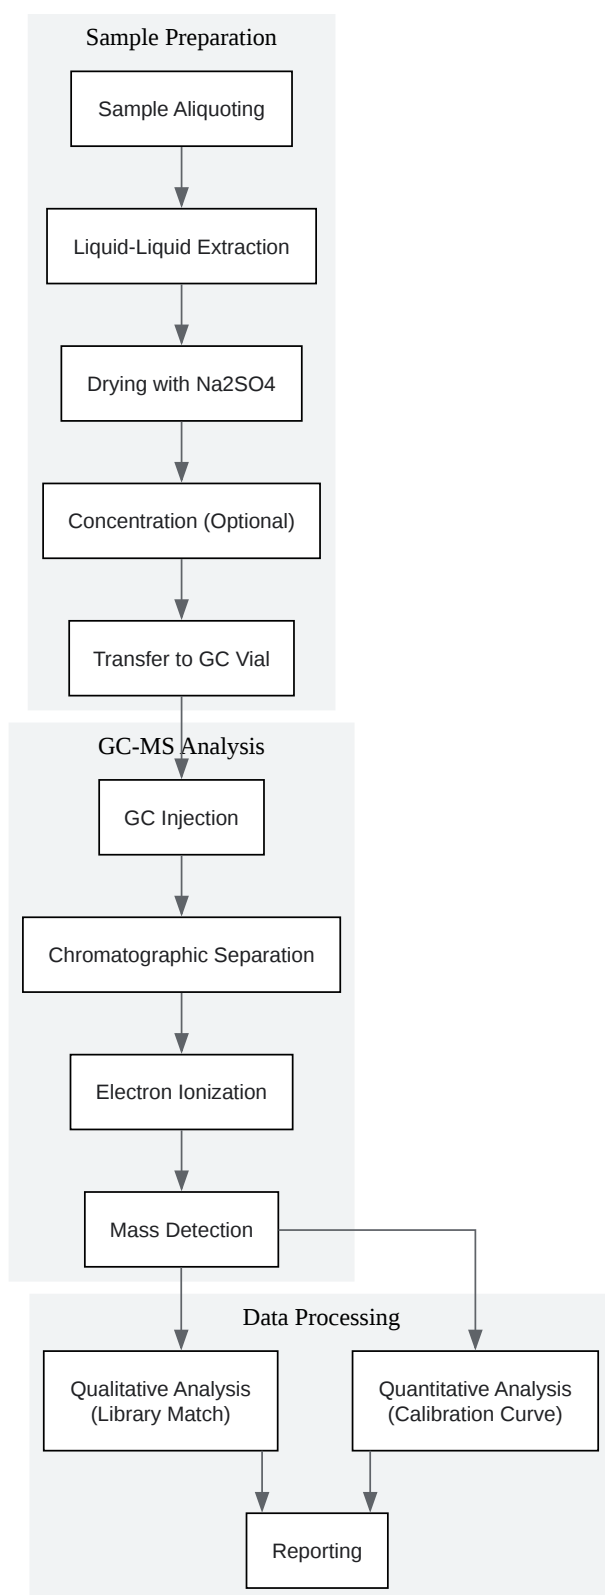 Sample Preparation
Sample Aliquoting
Liquid-Liquid Extraction
Drying with Na2SO4
Concentration (Optional)
Transfer to GC Vial
GC-MS Analysis
GC Injection
Chromatographic Separation
Electron Ionization
Mass Detection
Data Processing
Qualitative Analysis
(Library Match)
Quantitative Analysis
(Calibration Curve)
Reporting